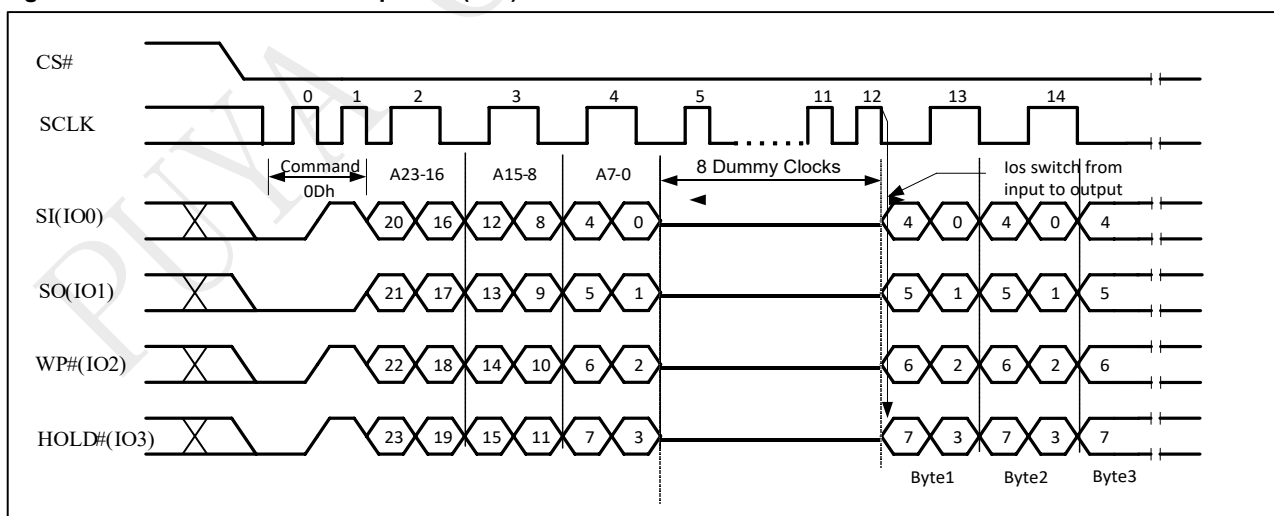 PUYA
CS#
0 1 2 3 4 5 11 12 13 14
SCLK
Command
0Dh
A23-16 A15-8 A7-0 8 Dummy Clocks Ios switch from
input to output
SI(IO0) 20 16 12 8 4 0 4 0 4 0 4
SO(IO1) 21 17 13 9 5 1 5 1 5 1 5
WP#(IO2) 22 18 14 10 6 2 6 2 6 2 6
HOLD#(IO3) 23 19 15 11 7 3 7 3 7 3 7
Byte1 Byte2 Byte3